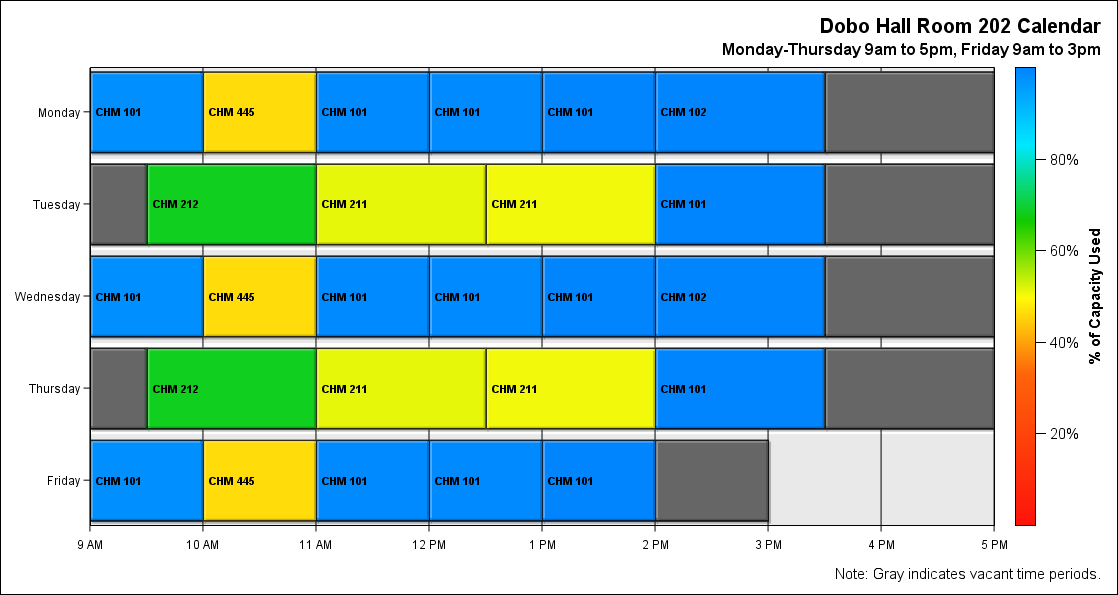 Dobo Hall Room 202 Calendar
Monday-Thursday 9am to 5pm, Friday 9am to 3pm
Monday
CHM 101
CHM 445
CHM 101
CHM 101
CHM 101
CHM 102
Tuesday
CHM 212
CHM 211
CHM 211
CHM 101
Wednesday
CHM 101
CHM 445
CHM 101
CHM 101
CHM 101
CHM 102
Thursday
CHM 212
CHM 211
CHM 211
CHM 101
Friday
CHM 101
CHM 445
CHM 101
CHM 101
CHM 101
9 AM
10 AM
11 AM
12 PM
1 PM
2 PM
3 PM
4 PM
5 PM
80%
60%
40%
20%
% of Capacity Used
Note: Gray indicates vacant time periods.